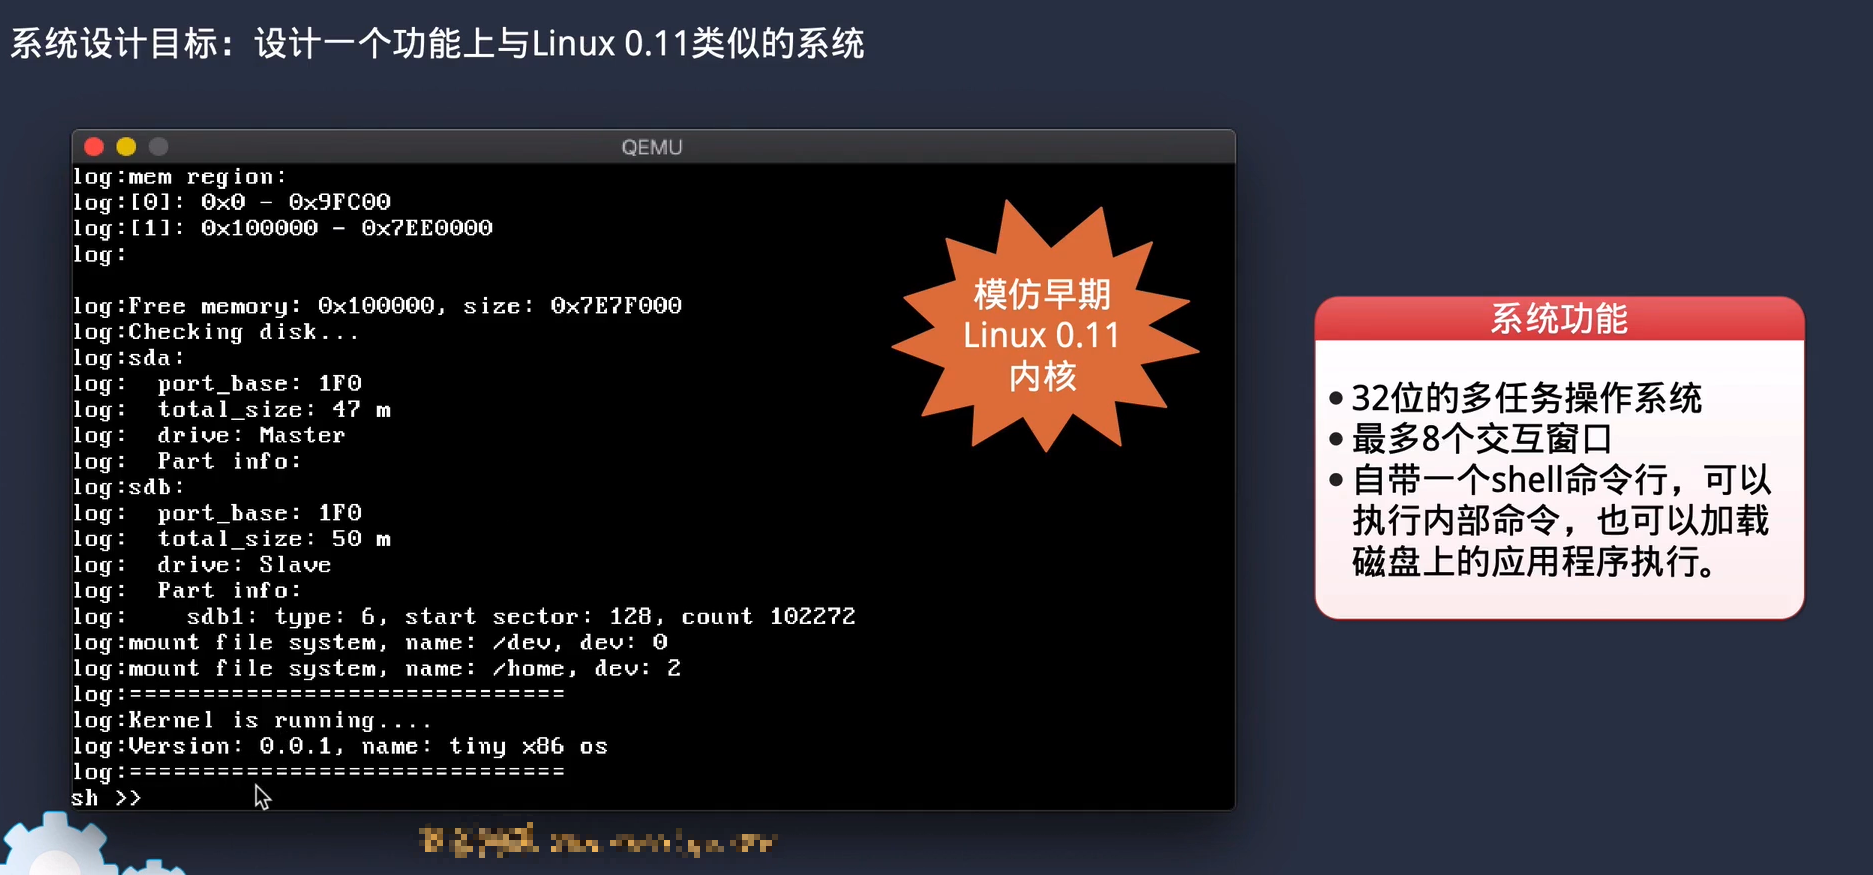 系统设计目标：设计一个功能上与Linux 0.11类似的系统
QEMU
log:mem region:
log:[0]: 0x0 - 0x9FC00
log:[1]: 0x100000 - 0x7EE0000
log:
log:Free memory: 0x100000, size: 0x7E7F000
log:Checking disk...
log:sda:
log:  port_base: 1F0
log:  total_size: 47 m
log:  drive: Master
log:  Part info:
log:sdb:
log:  port_base: 1F0
log:  total_size: 50 m
log:  drive: Slave
log:  Part info:
log:    sdb1: type: 6, start sector: 128, count 102272
log:mount file system, name: /dev, dev: 0
log:mount file system, name: /home, dev: 2
log:==============================
log:Kernel is running....
log:Version: 0.0.1, name: tiny x86 os
log:==============================
sh >>
模仿早期
Linux 0.11
内核
系统功能
•32位的多任务操作系统
•最多8个交互窗口
•自带一个shell命令行，可以
执行内部命令，也可以加载
磁盘上的应用程序执行。